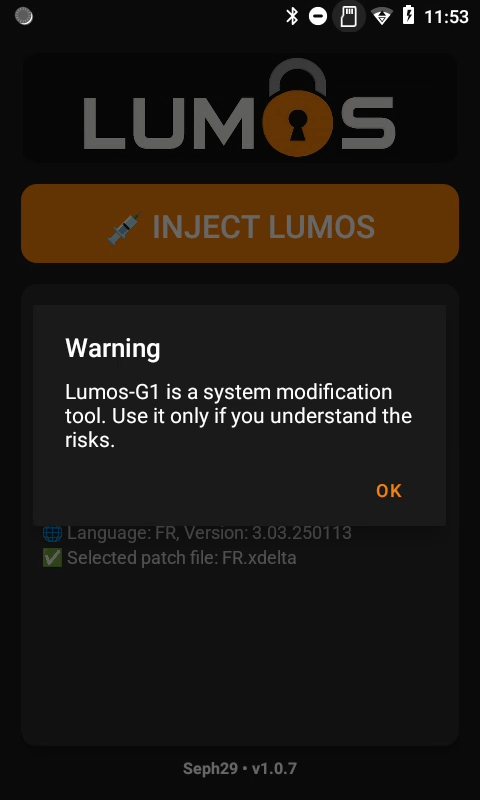 11:53
LUMOS
💉 INJECT LUMOS
Warning
Lumos-G1 is a system modification
tool. Use it only if you understand the
risks.
OK
🌐 Language: FR, Version: 3.03.250113
✅ Selected patch file: FR.xdelta
Seph29 • v1.0.7